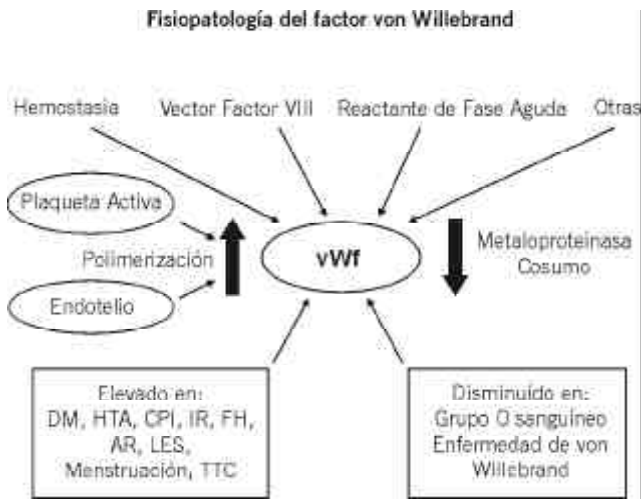 Fisiopatología del factor von Willebrand
Hemostasia Vector Factor VIII Reactante de Fase Aguda Otras
Plaqueta Activa
Polimerización
Endotelio
vWf
Metaloproteinasa
Cosumo
Elevado en:
DM, HTA, CPI, IR, FH,
AR, LES,
Menstruación, TTC
Disminuído en:
Grupo O sanguíneo
Enfermedad de von
Willebrand